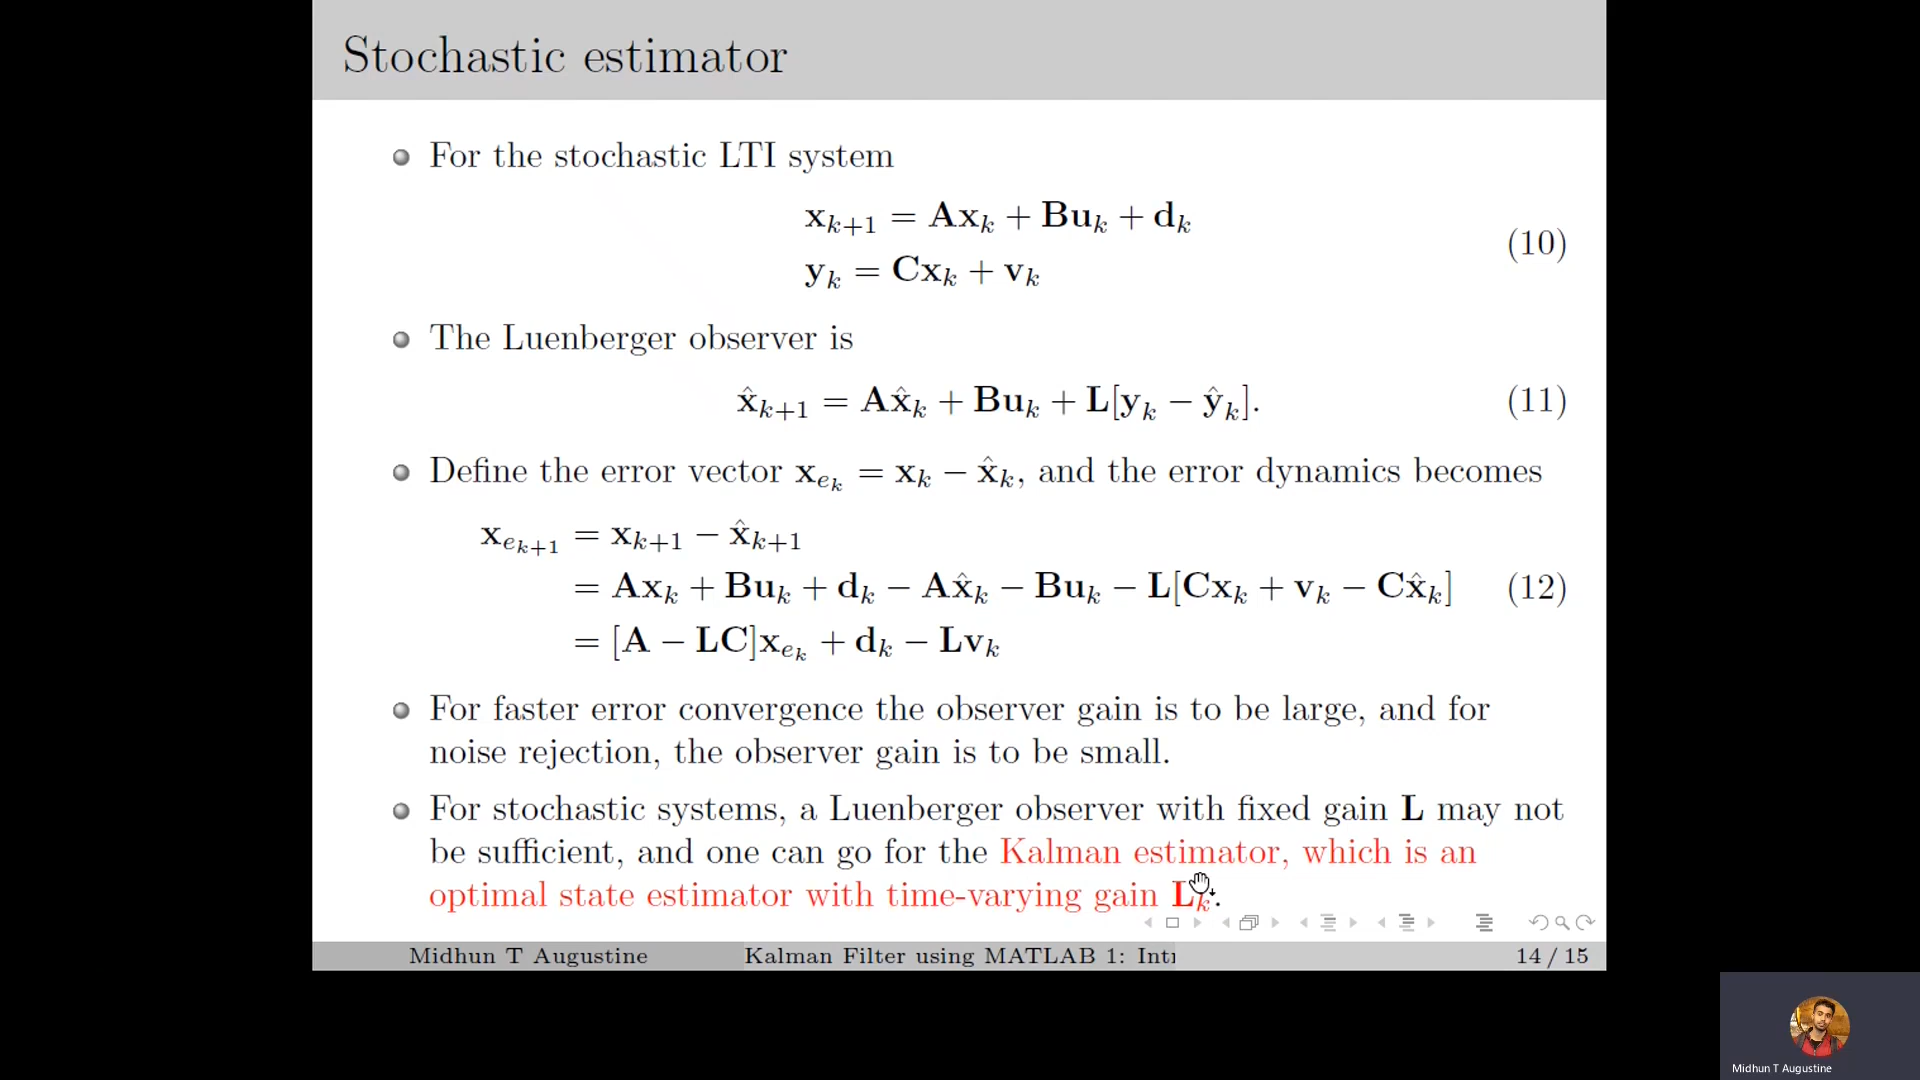 Stochastic estimator
For the stochastic LTI system
x_{k+1} = Ax_k + Bu_k + d_k
y_k = Cx_k + v_k
(10)
The Luenberger observer is
x̂_{k+1} = Ax̂_k + Bu_k + L[y_k − ŷ_k]. (11)
Define the error vector x_{e_k} = x_k − x̂_k, and the error dynamics becomes
x_{e_{k+1}} = x_{k+1} − x̂_{k+1}
= Ax_k + Bu_k + d_k − Ax̂_k − Bu_k − L[Cx_k + v_k − Cx̂_k] (12)
= [A − LC]x_{e_k} + d_k − Lv_k
For faster error convergence the observer gain is to be large, and for
noise rejection, the observer gain is to be small.
For stochastic systems, a Luenberger observer with fixed gain L may not
be sufficient, and one can go for the Kalman estimator, which is an
optimal state estimator with time-varying gain L_k.
Midhun T Augustine Kalman Filter using MATLAB 1: Intr 14 / 15
Midhun T Augustine